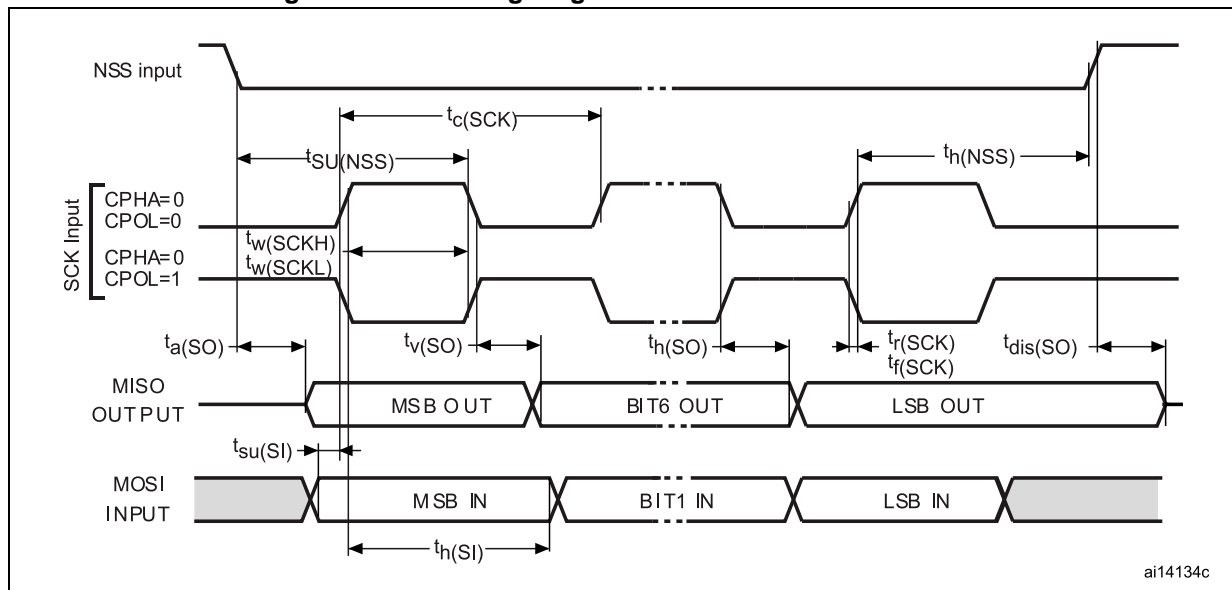 NSS input
tc(SCK)
tSU(NSS)
th(NSS)
SCK Input
CPHA=0
CPOL=0
tw(SCKH)
CPHA=0
tw(SCKL)
CPOL=1
ta(SO)
tv(SO)
th(SO)
tr(SCK)
tf(SCK)
tdis(SO)
MISO
OUTPUT
MSB OUT
BIT6 OUT
LSB OUT
tsu(SI)
MOSI
INPUT
MSB IN
BIT1 IN
LSB IN
th(SI)
ai14134c